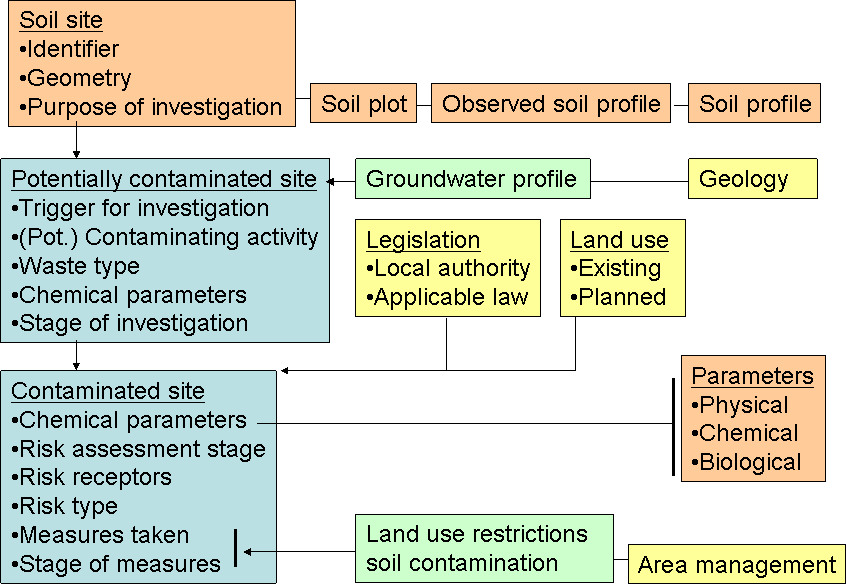 Soil site
•Identifier
•Geometry
•Purpose of investigation
Soil plot
Observed soil profile
Soil profile
Potentially contaminated site
•Trigger for investigation
•(Pot.) Contaminating activity
•Waste type
•Chemical parameters
•Stage of investigation
Groundwater profile
Geology
Legislation
•Local authority
•Applicable law
Land use
•Existing
•Planned
Contaminated site
•Chemical parameters
•Risk assessment stage
•Risk receptors
•Risk type
•Measures taken
•Stage of measures
Parameters
•Physical
•Chemical
•Biological
Land use restrictions
soil contamination
Area management